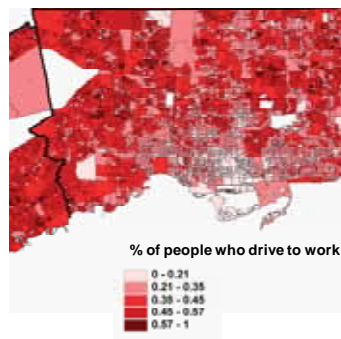 % of people who drive to work
0 - 0.21
0.21 - 0.35
0.35 - 0.45
0.45 - 0.57
0.57 - 1